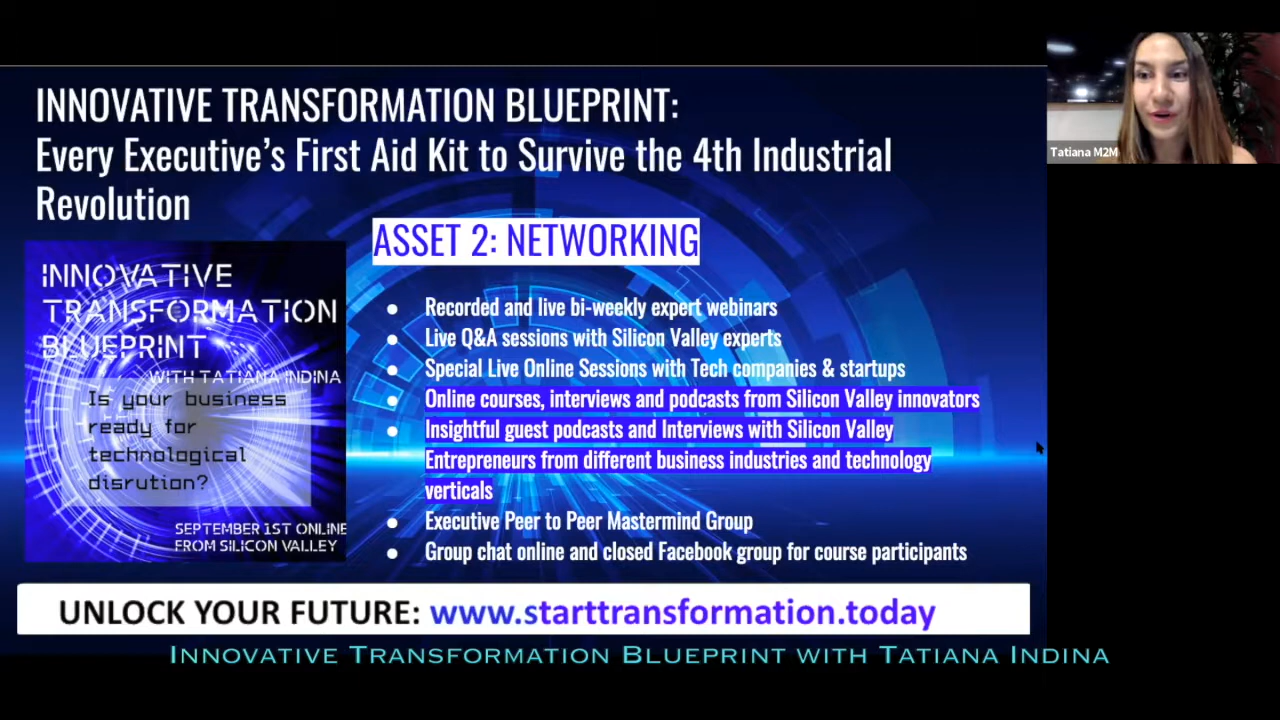 INNOVATIVE TRANSFORMATION BLUEPRINT:
Every Executive's First Aid Kit to Survive the 4th Industrial
Revolution
ASSET 2: NETWORKING
INNOVATIVE
TRANSFORMATION
BLUEPRINT
WITH TATIANA INDINA
Is your business
ready for
technological
disrution?
SEPTEMBER 1ST ONLINE
FROM SILICON VALLEY
● Recorded and live bi-weekly expert webinars
● Live Q&A sessions with Silicon Valley experts
● Special Live Online Sessions with Tech companies & startups
● Online courses, interviews and podcasts from Silicon Valley innovators
● Insightful guest podcasts and Interviews with Silicon Valley
Entrepreneurs from different business industries and technology
verticals
● Executive Peer to Peer Mastermind Group
● Group chat online and closed Facebook group for course participants
UNLOCK YOUR FUTURE: www.starttransformation.today
INNOVATIVE TRANSFORMATION BLUEPRINT WITH TATIANA INDINA
Tatiana M2M